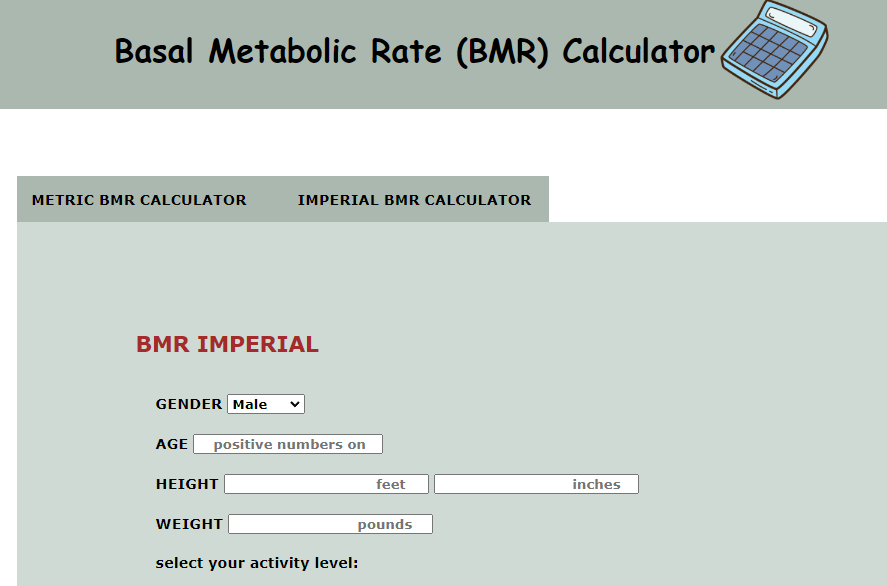 Basal Metabolic Rate (BMR) Calculator
METRIC BMR CALCULATOR IMPERIAL BMR CALCULATOR
BMR IMPERIAL
GENDER Male
AGE positive numbers on
HEIGHT feet inches
WEIGHT pounds
select your activity level: